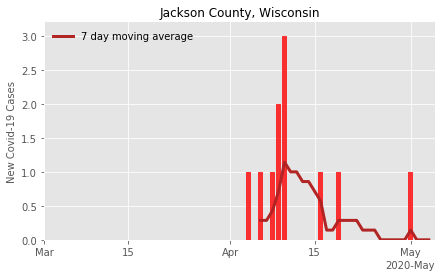 Jackson County, Wisconsin
7 day moving average
New Covid-19 Cases
3.0
2.5
2.0
1.5
1.0
0.5
0.0
Mar 15 Apr 15 May
2020-May